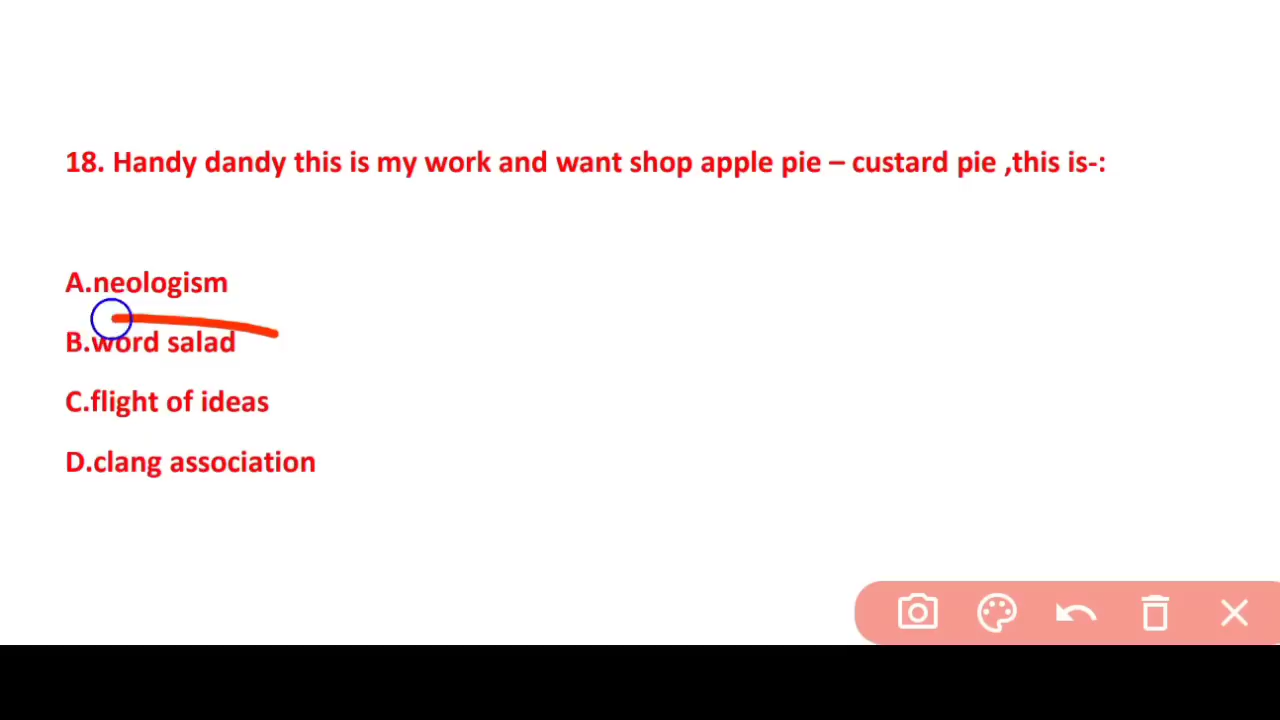 18. Handy dandy this is my work and want shop apple pie – custard pie ,this is-:
A.neologism
B.word salad
C.flight of ideas
D.clang association